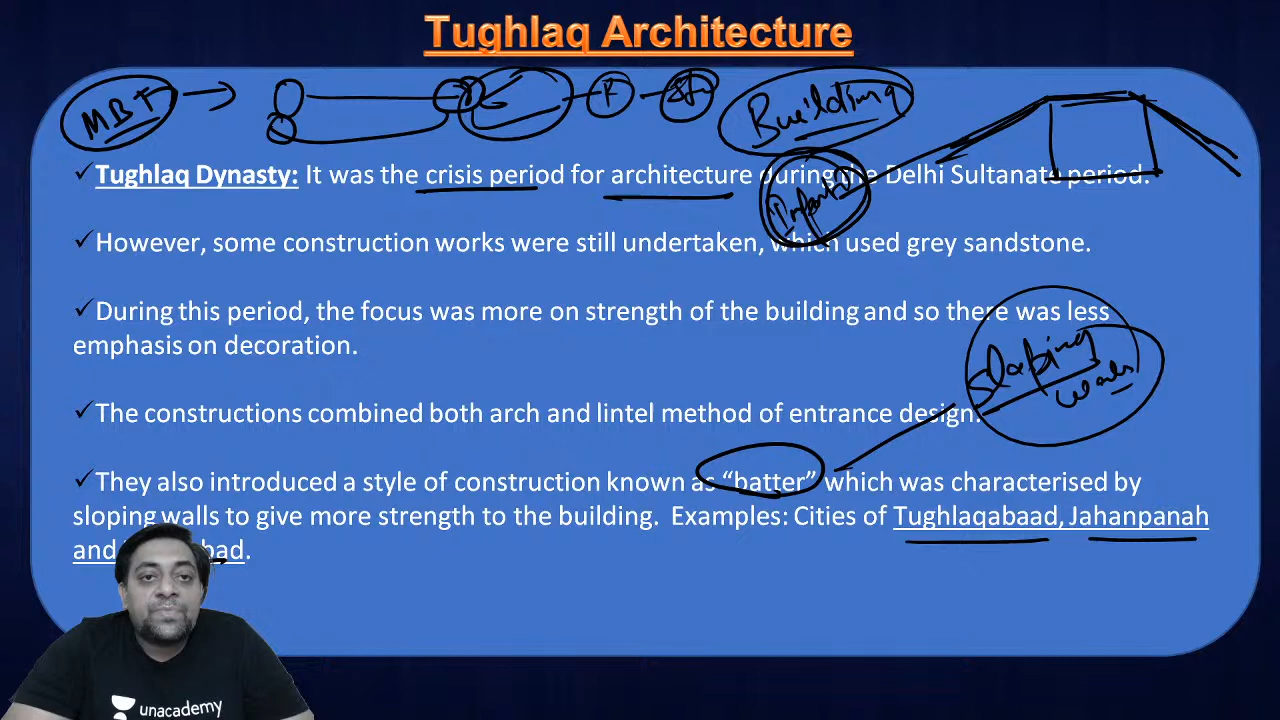 Tughlaq Architecture
MBT
Building
✓Tughlaq Dynasty: It was the crisis period for architecture during the Delhi Sultanate period.
✓However, some construction works were still undertaken, which used grey sandstone.
✓During this period, the focus was more on strength of the building and so there was less
emphasis on decoration.
Sloping
walls
✓The constructions combined both arch and lintel method of entrance design.
✓They also introduced a style of construction known as “batter” which was characterised by
sloping walls to give more strength to the building. Examples: Cities of Tughlaqabaad, Jahanpanah
and bad.
unacademy